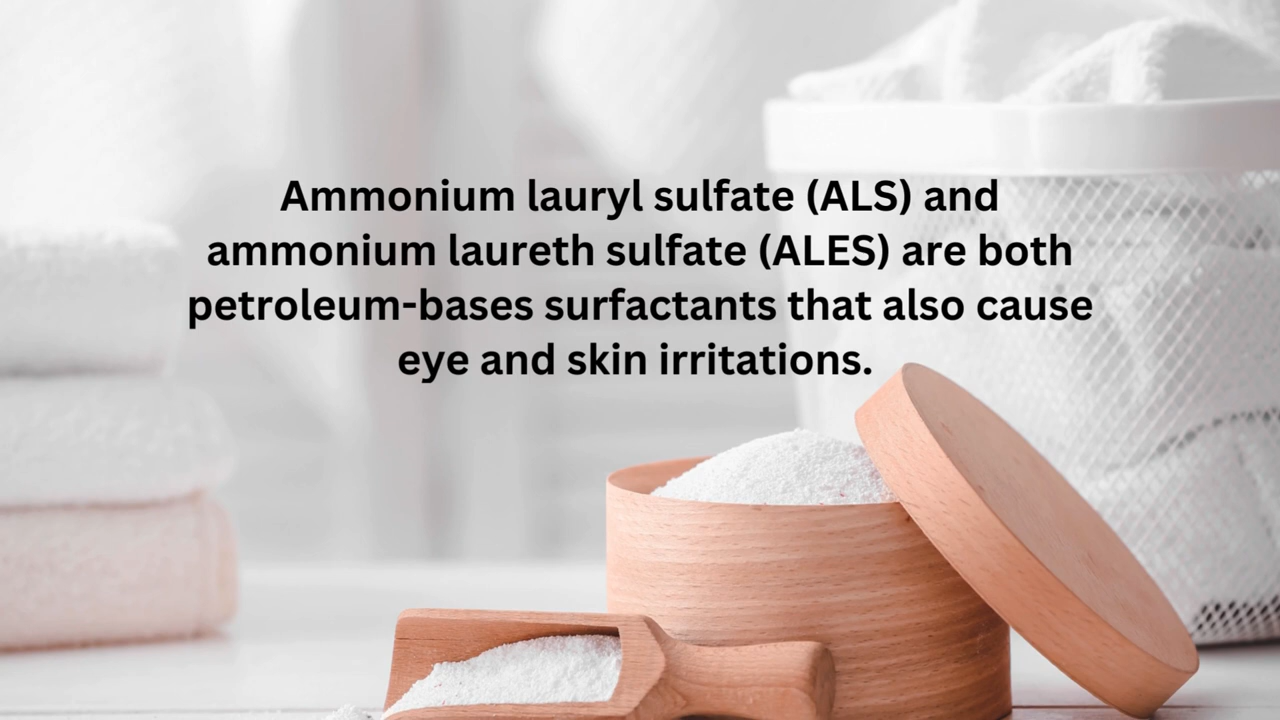 Ammonium lauryl sulfate (ALS) and
ammonium laureth sulfate (ALES) are both
petroleum-bases surfactants that also cause
eye and skin irritations.